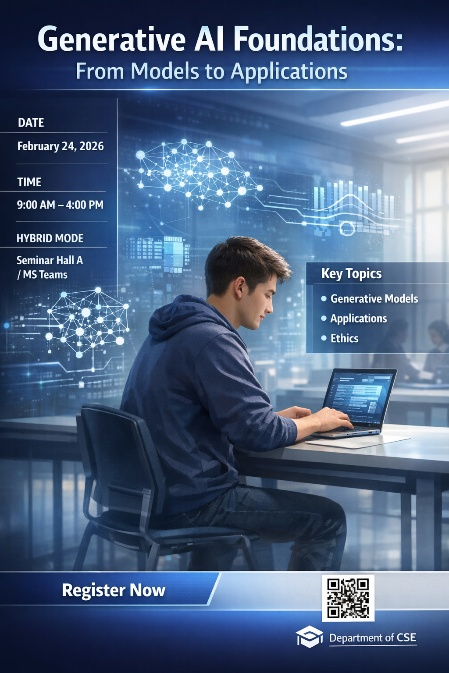 Generative AI Foundations:
From Models to Applications
DATE
February 24, 2026
TIME
9:00 AM – 4:00 PM
HYBRID MODE
Seminar Hall A
/ MS Teams
Key Topics
• Generative Models
• Applications
• Ethics
Register Now
Department of CSE